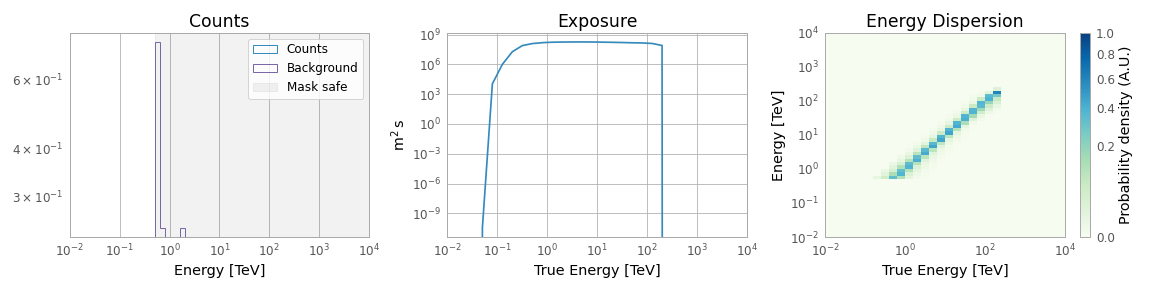 Counts
6 × 10⁻¹
4 × 10⁻¹
3 × 10⁻¹
10⁻² 10⁻¹ 10⁰ 10¹ 10² 10³ 10⁴
Energy [TeV]
Counts
Background
Mask safe
Exposure
m² s
10⁹
10⁶
10³
10⁰
10⁻³
10⁻⁶
10⁻⁹
10⁻² 10⁻¹ 10⁰ 10¹ 10² 10³ 10⁴
True Energy [TeV]
Energy Dispersion
Energy [TeV]
10⁴
10³
10²
10¹
10⁰
10⁻¹
10⁻²
10⁻² 10⁰ 10² 10⁴
True Energy [TeV]
1.0
0.8
0.6
0.4
0.2
0.0
Probability density (A.U.)